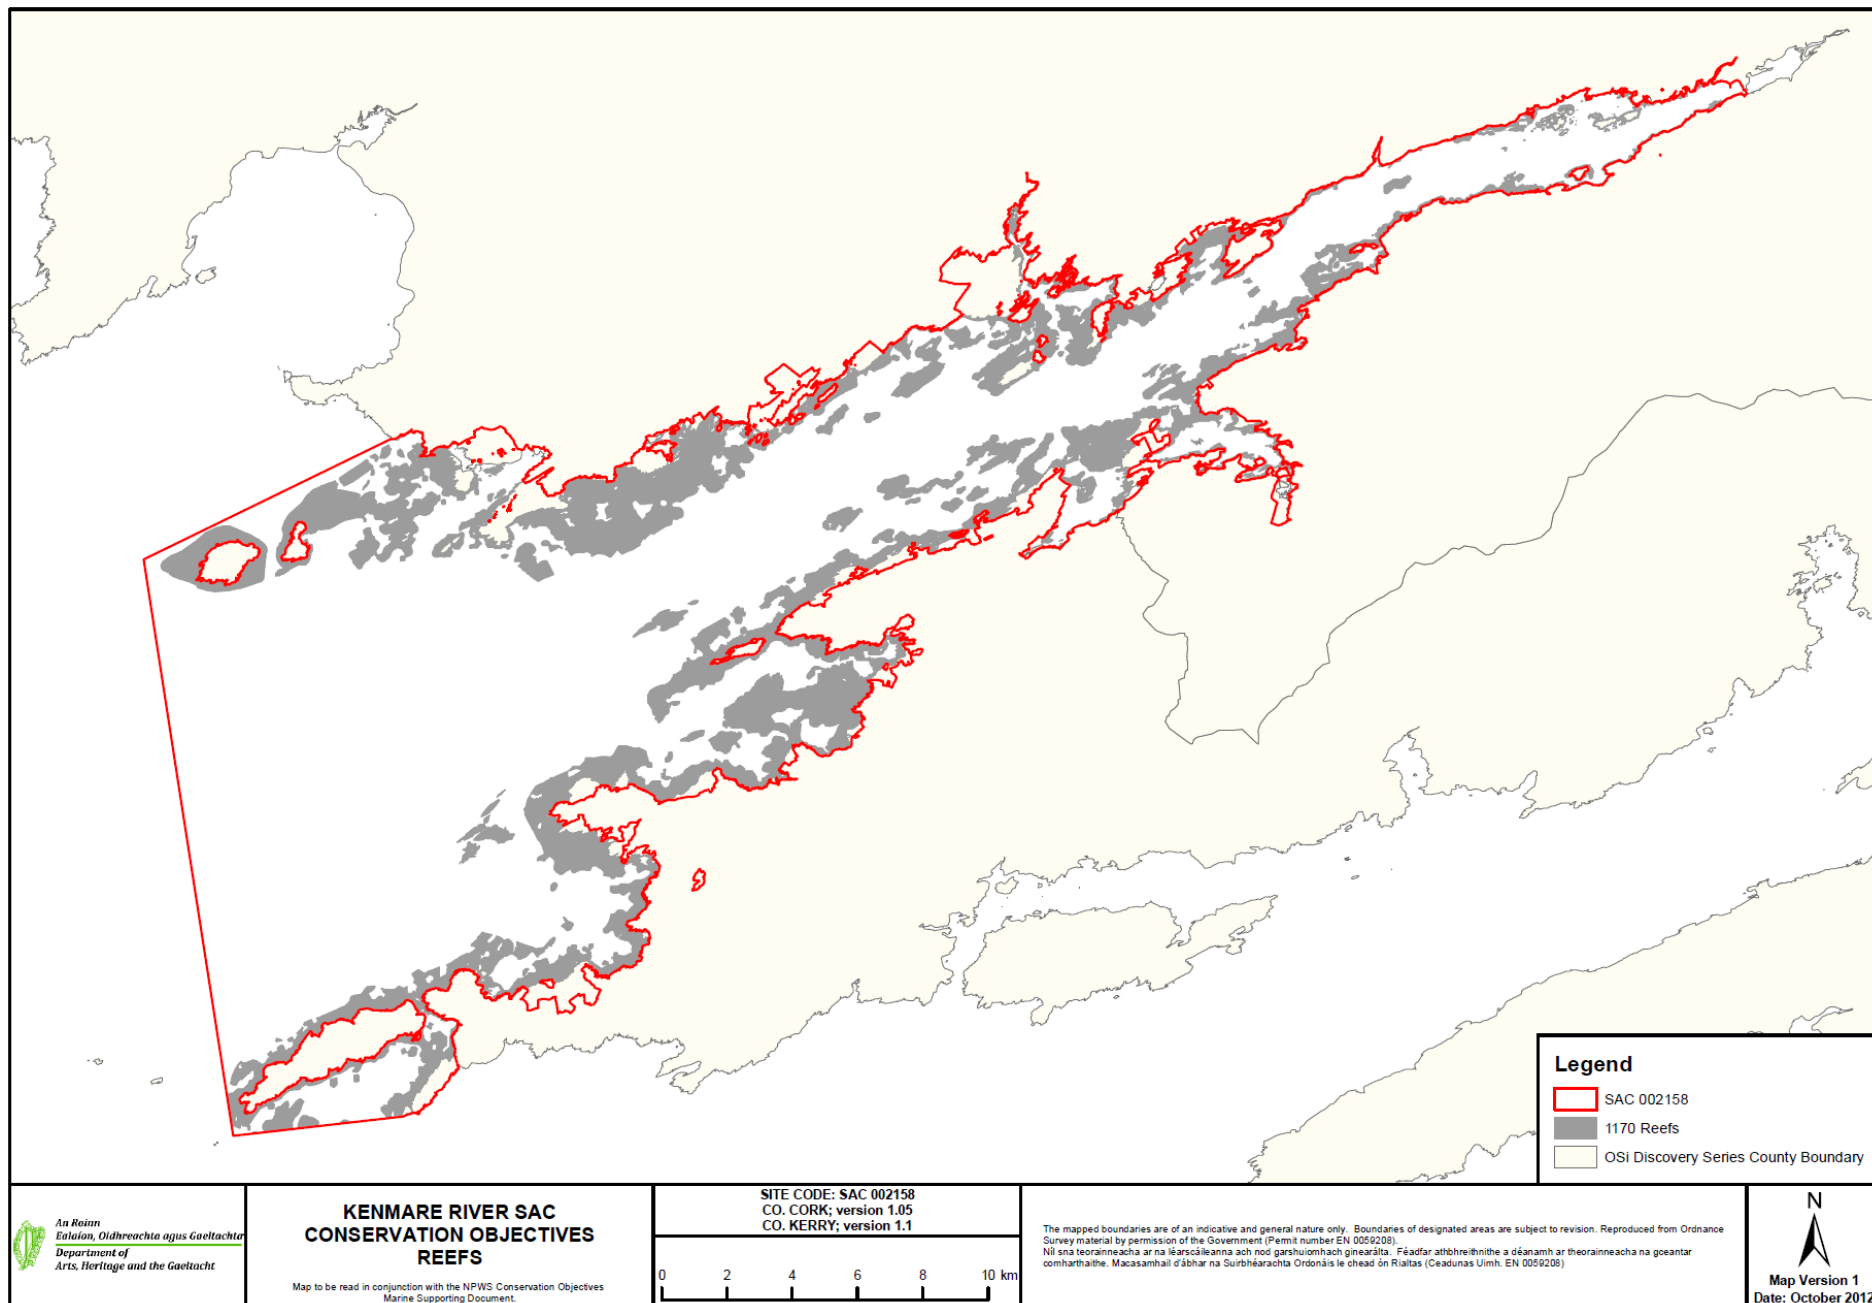 Legend
SAC 002158
1170 Reefs
OSi Discovery Series County Boundary
An Roinn
Ealaíon, Oidhreachta agus Gaeltachta
Department of
Arts, Heritage and the Gaeltacht
KENMARE RIVER SAC
CONSERVATION OBJECTIVES
REEFS
Map to be read in conjunction with the NPWS Conservation Objectives
Marine Supporting Document.
SITE CODE: SAC 002158
CO. CORK; version 1.05
CO. KERRY; version 1.1
0 2 4 6 8 10 km
The mapped boundaries are of an indicative and general nature only. Boundaries of designated areas are subject to revision. Reproduced from Ordnance
Survey material by permission of the Government (Permit number EN 0059208).
Níl sna teorainneacha ar na léarscáileanna ach nod garshuiomhach ginearálta. Féadfar athbhreithnithe a déanamh ar theorainneacha na gceantar
comharthaithe. Macasamhail d'ábhar na Suirbhéarachta Ordonáis le chead ón Rialtas (Ceadunas Uimh. EN 0059208)
N
Map Version 1
Date: October 2012